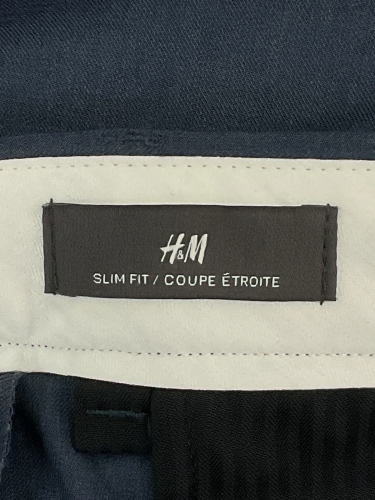 H&M
SLIM FIT / COUPE ÉTROITE